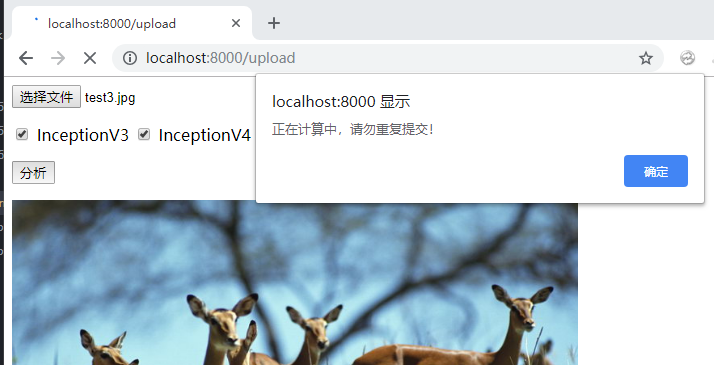 localhost:8000/upload
localhost:8000/upload
选择文件 test3.jpg
localhost:8000 显示
正在计算中，请勿重复提交！
InceptionV3 InceptionV4
确定
分析